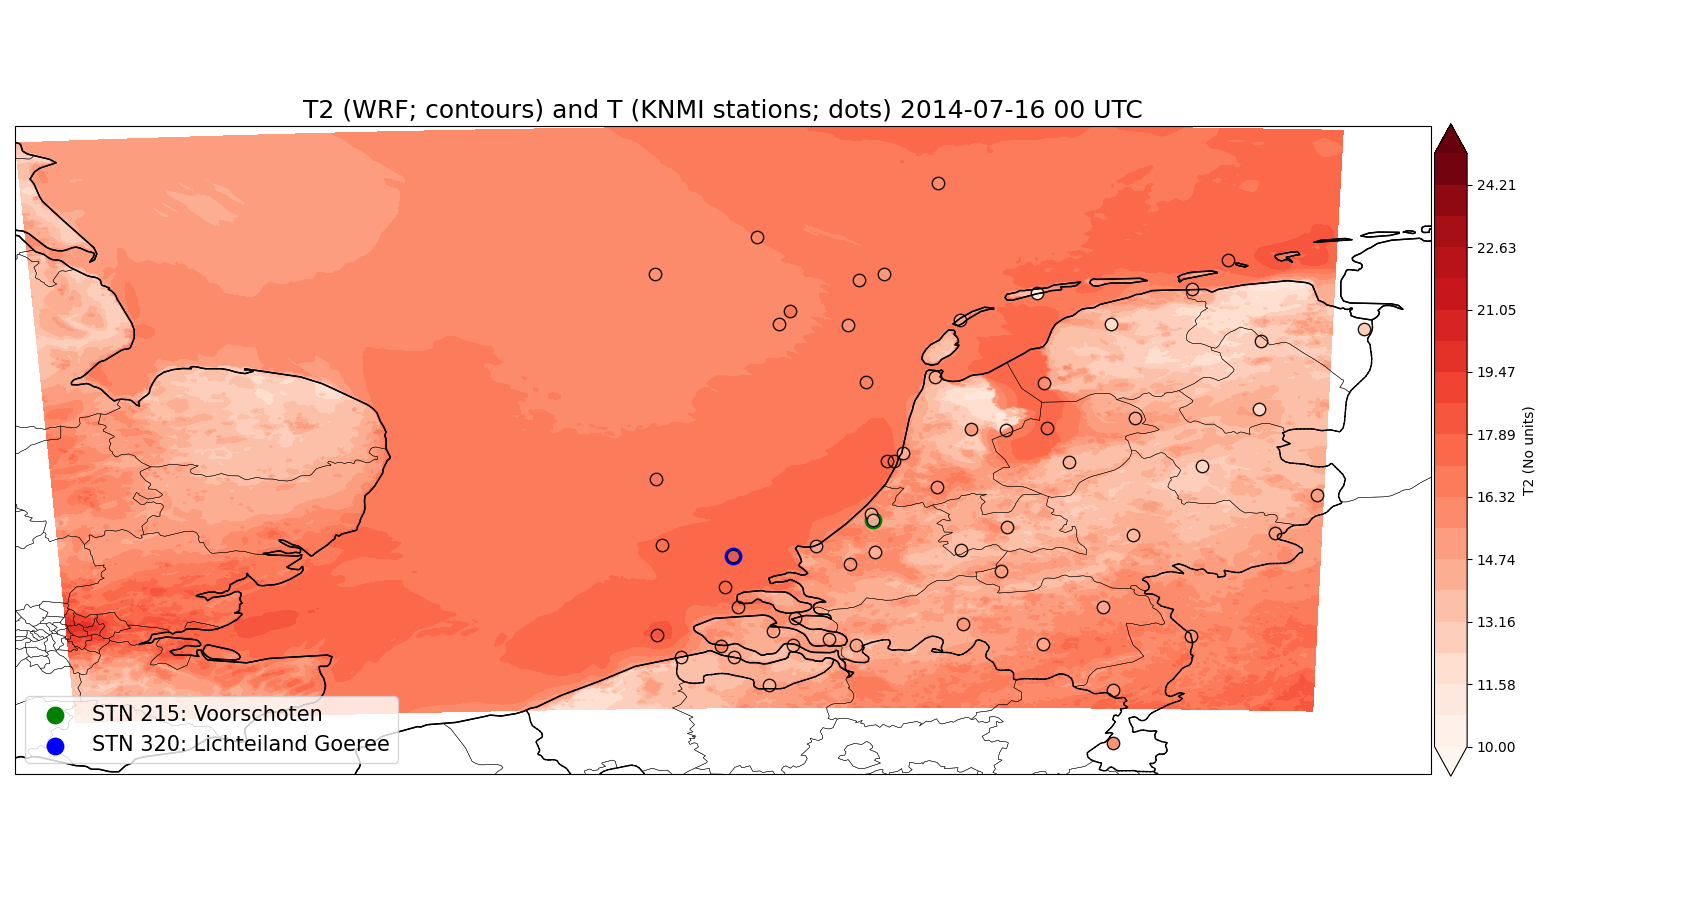 T2 (WRF; contours) and T (KNMI stations; dots) 2014-07-16 00 UTC
24.21
22.63
21.05
19.47
17.89
16.32
14.74
13.16
11.58
10.00
T2 (No units)
STN 215: Voorschoten
STN 320: Lichteiland Goeree